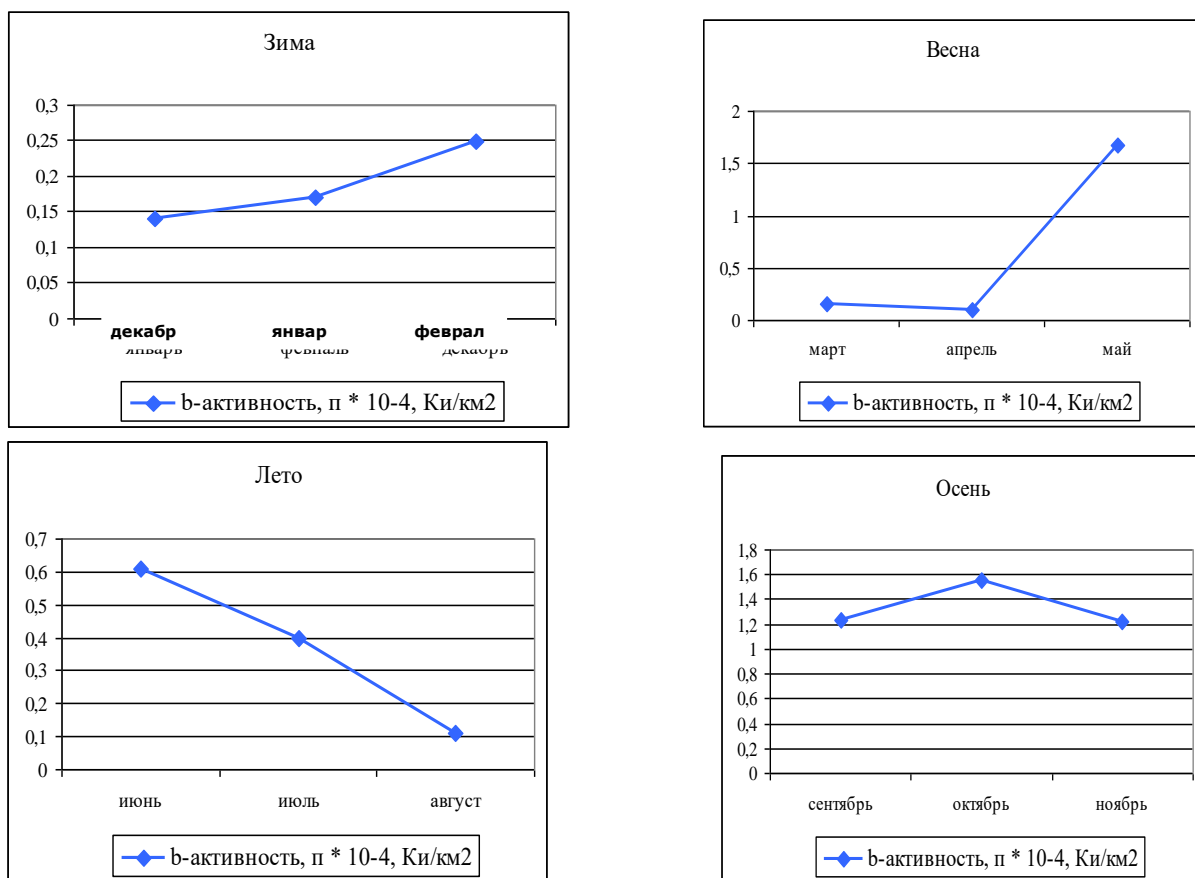 Зима
0,3
0,25
0,2
0,15
0,1
0,05
0
декабр январ феврал
январь февраль декабрь
b-активность, п * 10-4, Ки/км2
Весна
2
1,5
1
0,5
0
март апрель май
b-активность, п * 10-4, Ки/км2
Лето
0,7
0,6
0,5
0,4
0,3
0,2
0,1
0
июнь июль август
b-активность, п * 10-4, Ки/км2
Осень
1,8
1,6
1,4
1,2
1
0,8
0,6
0,4
0,2
0
сентябрь октябрь ноябрь
b-активность, п * 10-4, Ки/км2